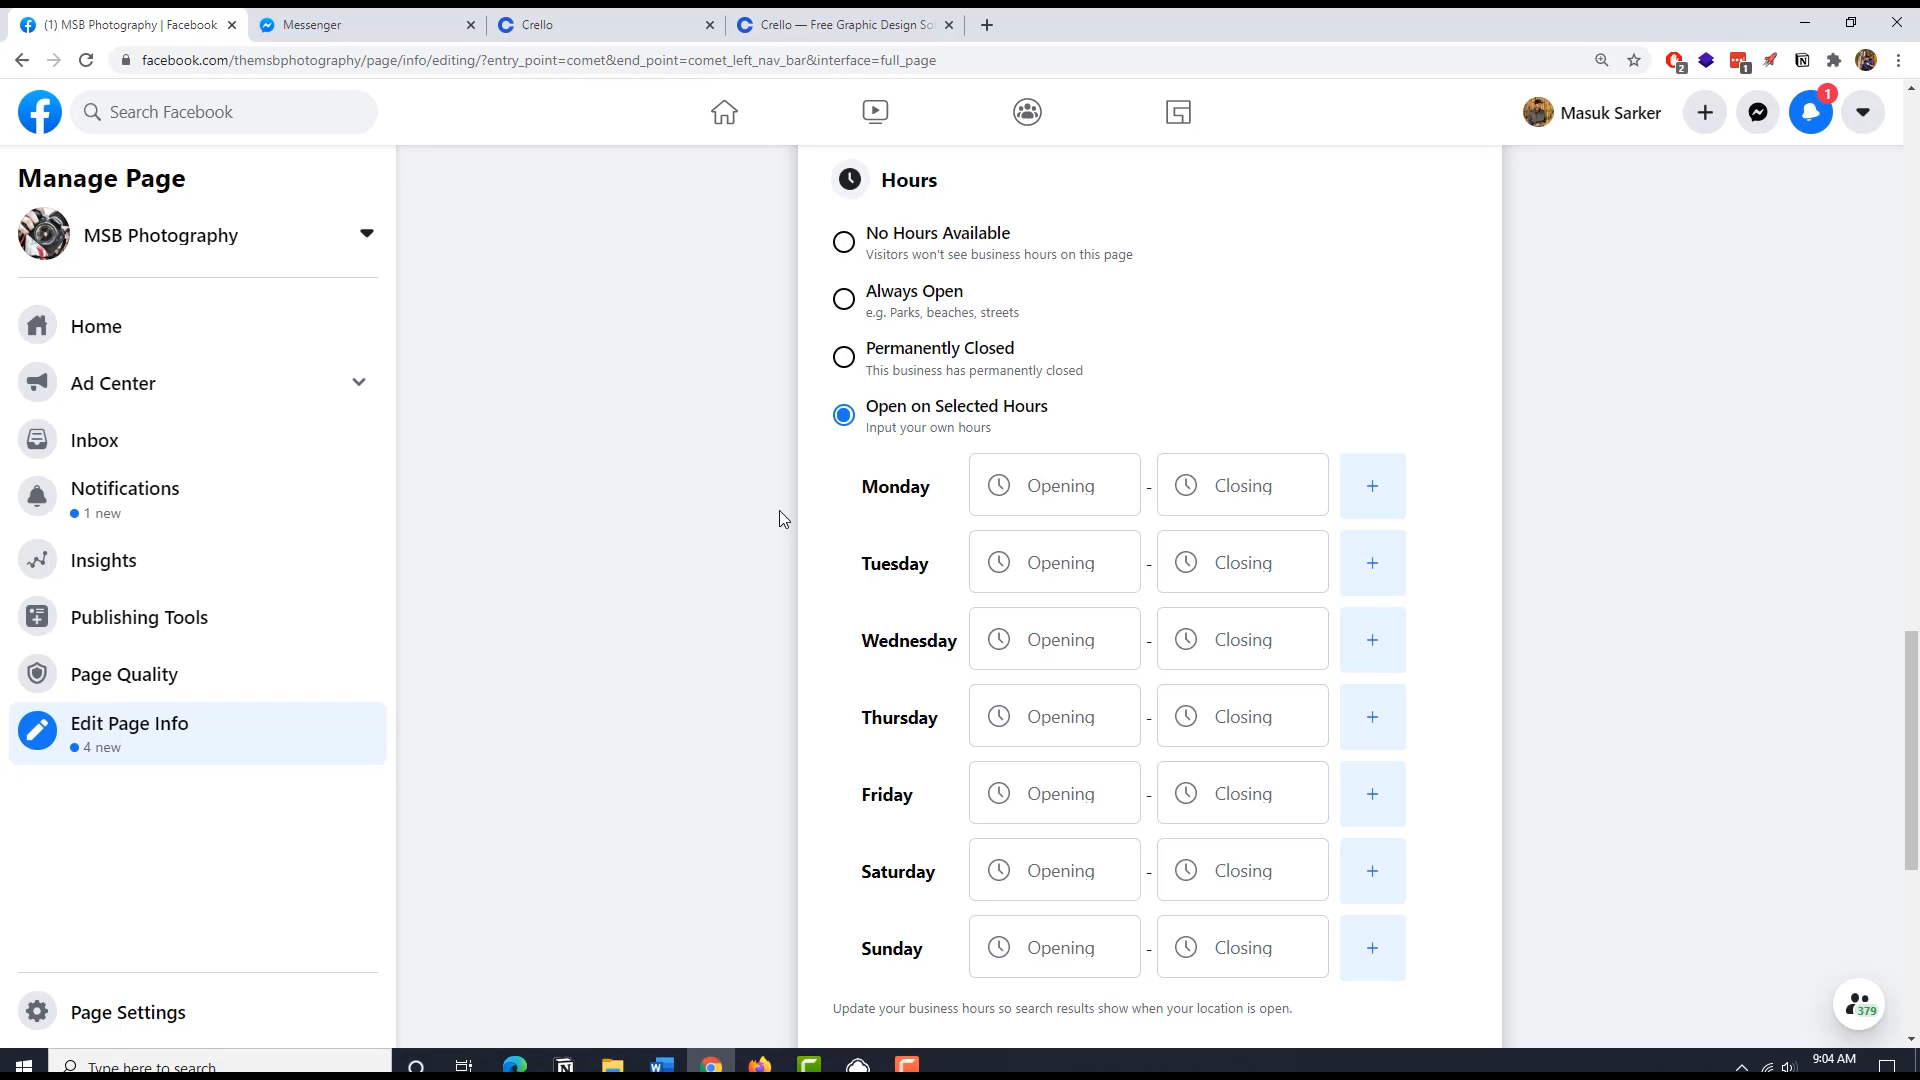 (1) MSB Photography | Facebook
Messenger
Crello
Crello — Free Graphic Design So
facebook.com/themsbphotography/page/info/editing/?entry_point=comet&end_point=comet_left_nav_bar&interface=full_page
2
1
Search Facebook
Masuk Sarker
1
Manage Page
MSB Photography
Home
Ad Center
Inbox
Notifications
1 new
Insights
Publishing Tools
Page Quality
Edit Page Info
4 new
Page Settings
Hours
No Hours Available
Visitors won't see business hours on this page
Always Open
e.g. Parks, beaches, streets
Permanently Closed
This business has permanently closed
Open on Selected Hours
Input your own hours
Monday Opening - Closing +
Tuesday Opening - Closing +
Wednesday Opening - Closing +
Thursday Opening - Closing +
Friday Opening - Closing +
Saturday Opening - Closing +
Sunday Opening - Closing +
Update your business hours so search results show when your location is open.
379
Type here to search
9:04 AM